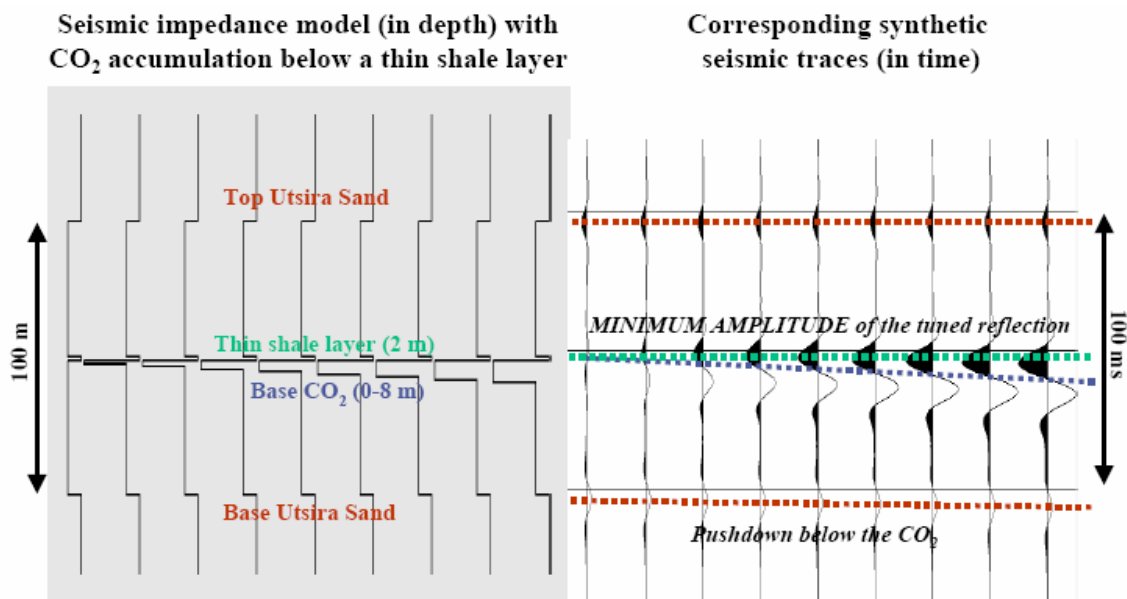 Seismic impedance model (in depth) with
CO₂ accumulation below a thin shale layer
Corresponding synthetic
seismic traces (in time)
Top Utsira Sand
100 m
Thin shale layer (2 m)
Base CO₂ (0-8 m)
Base Utsira Sand
MINIMUM AMPLITUDE of the tuned reflection
100 ms
Pushdown below the CO₂